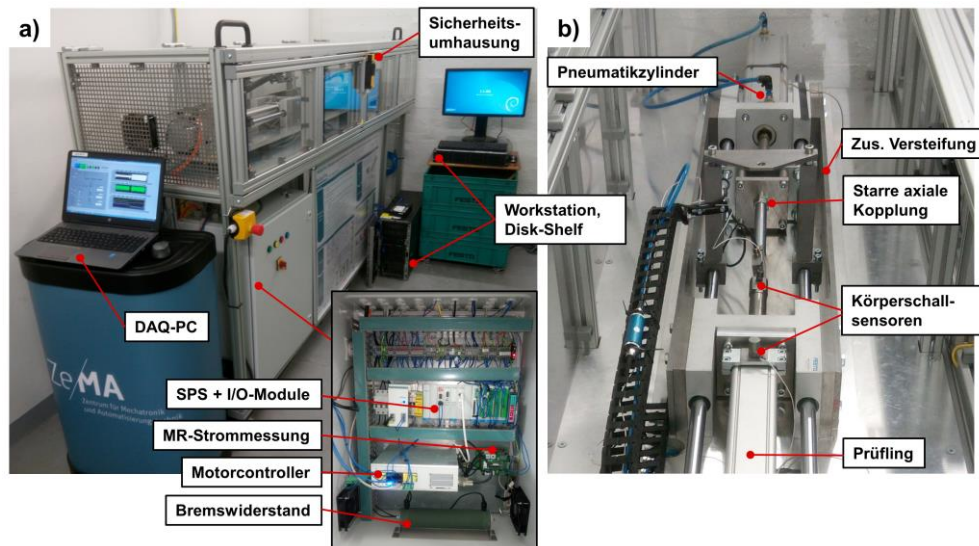 a)
Sicherheits-
umhausung
Workstation,
Disk-Shelf
DAQ-PC
ZeMA
Zentrum für Mechatronik
und Automatisierungstechnik
SPS + I/O-Module
MR-Strommessung
Motorcontroller
Bremswiderstand
b)
Pneumatikzylinder
Zus. Versteifung
Starre axiale
Kopplung
Körperschall-
sensoren
Prüfling
FESTO